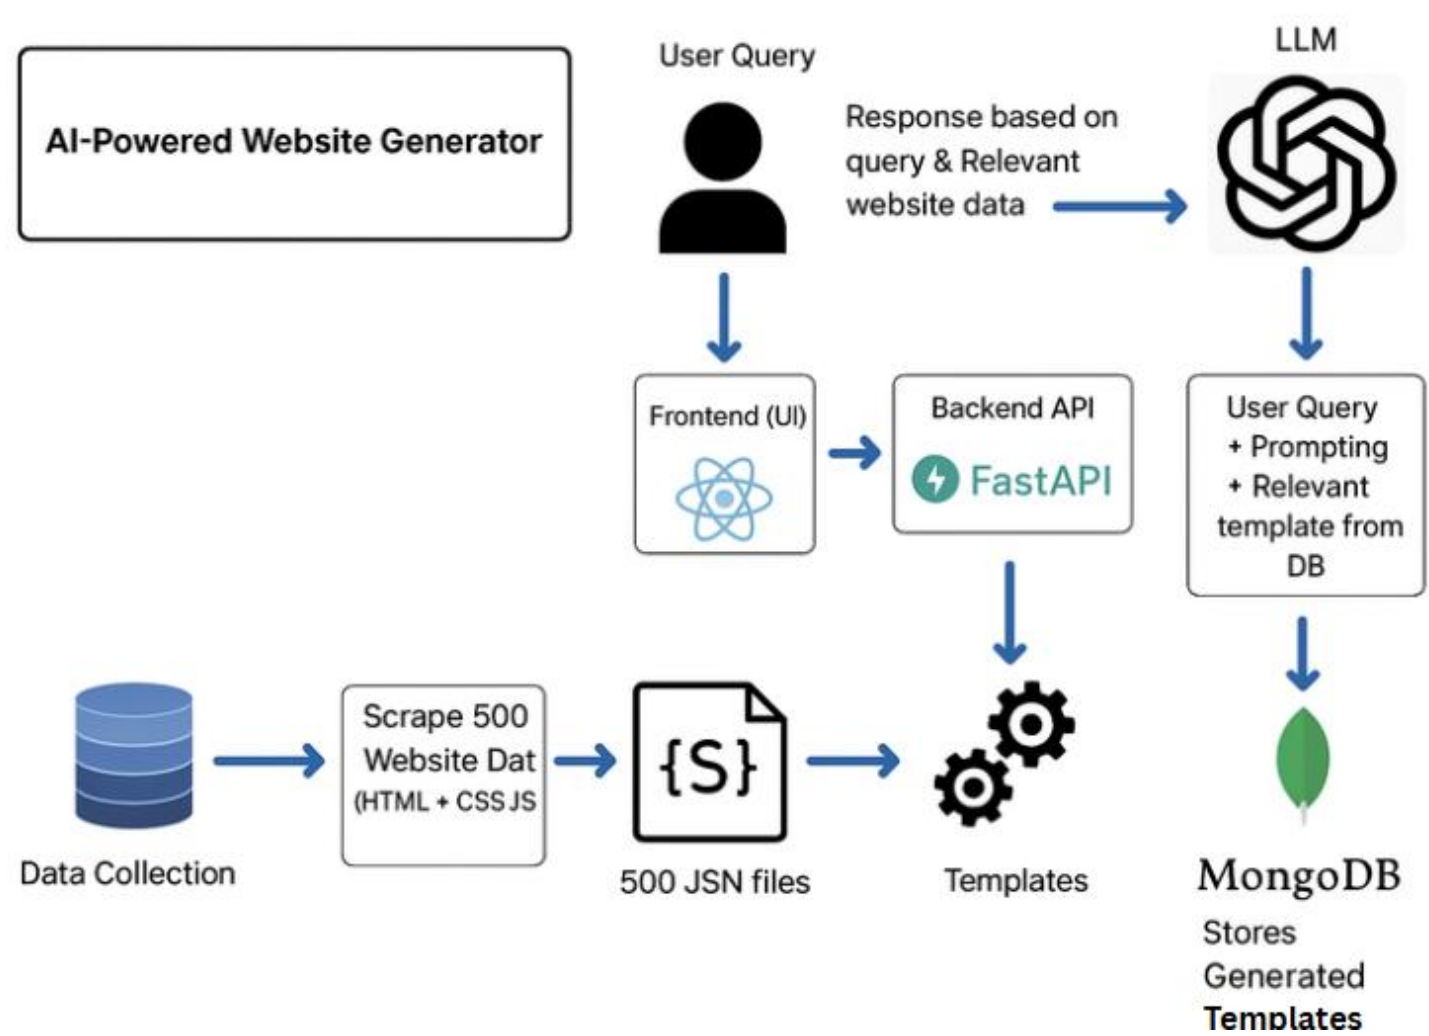 AI-Powered Website Generator
User Query
Response based on
query & Relevant
website data
LLM
Frontend (UI)
Backend API
FastAPI
User Query
+ Prompting
+ Relevant
template from
DB
Data Collection
Scrape 500
Website Dat
(HTML + CSS JS
{S}
500 JSN files
Templates
MongoDB
Stores
Generated
Templates